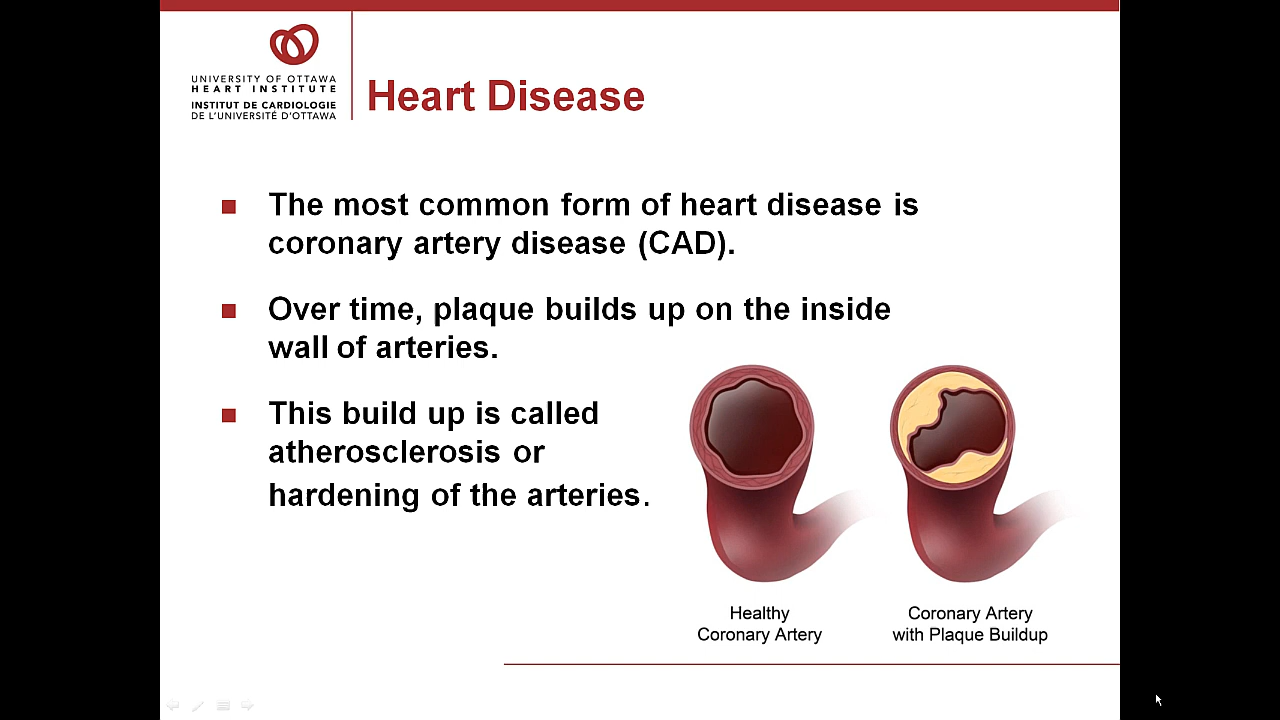 UNIVERSITY OF OTTAWA
HEART INSTITUTE
INSTITUT DE CARDIOLOGIE
DE L'UNIVERSITÉ D'OTTAWA
Heart Disease
The most common form of heart disease is
coronary artery disease (CAD).
Over time, plaque builds up on the inside
wall of arteries.
This build up is called
atherosclerosis or
hardening of the arteries.
Healthy
Coronary Artery
Coronary Artery
with Plaque Buildup